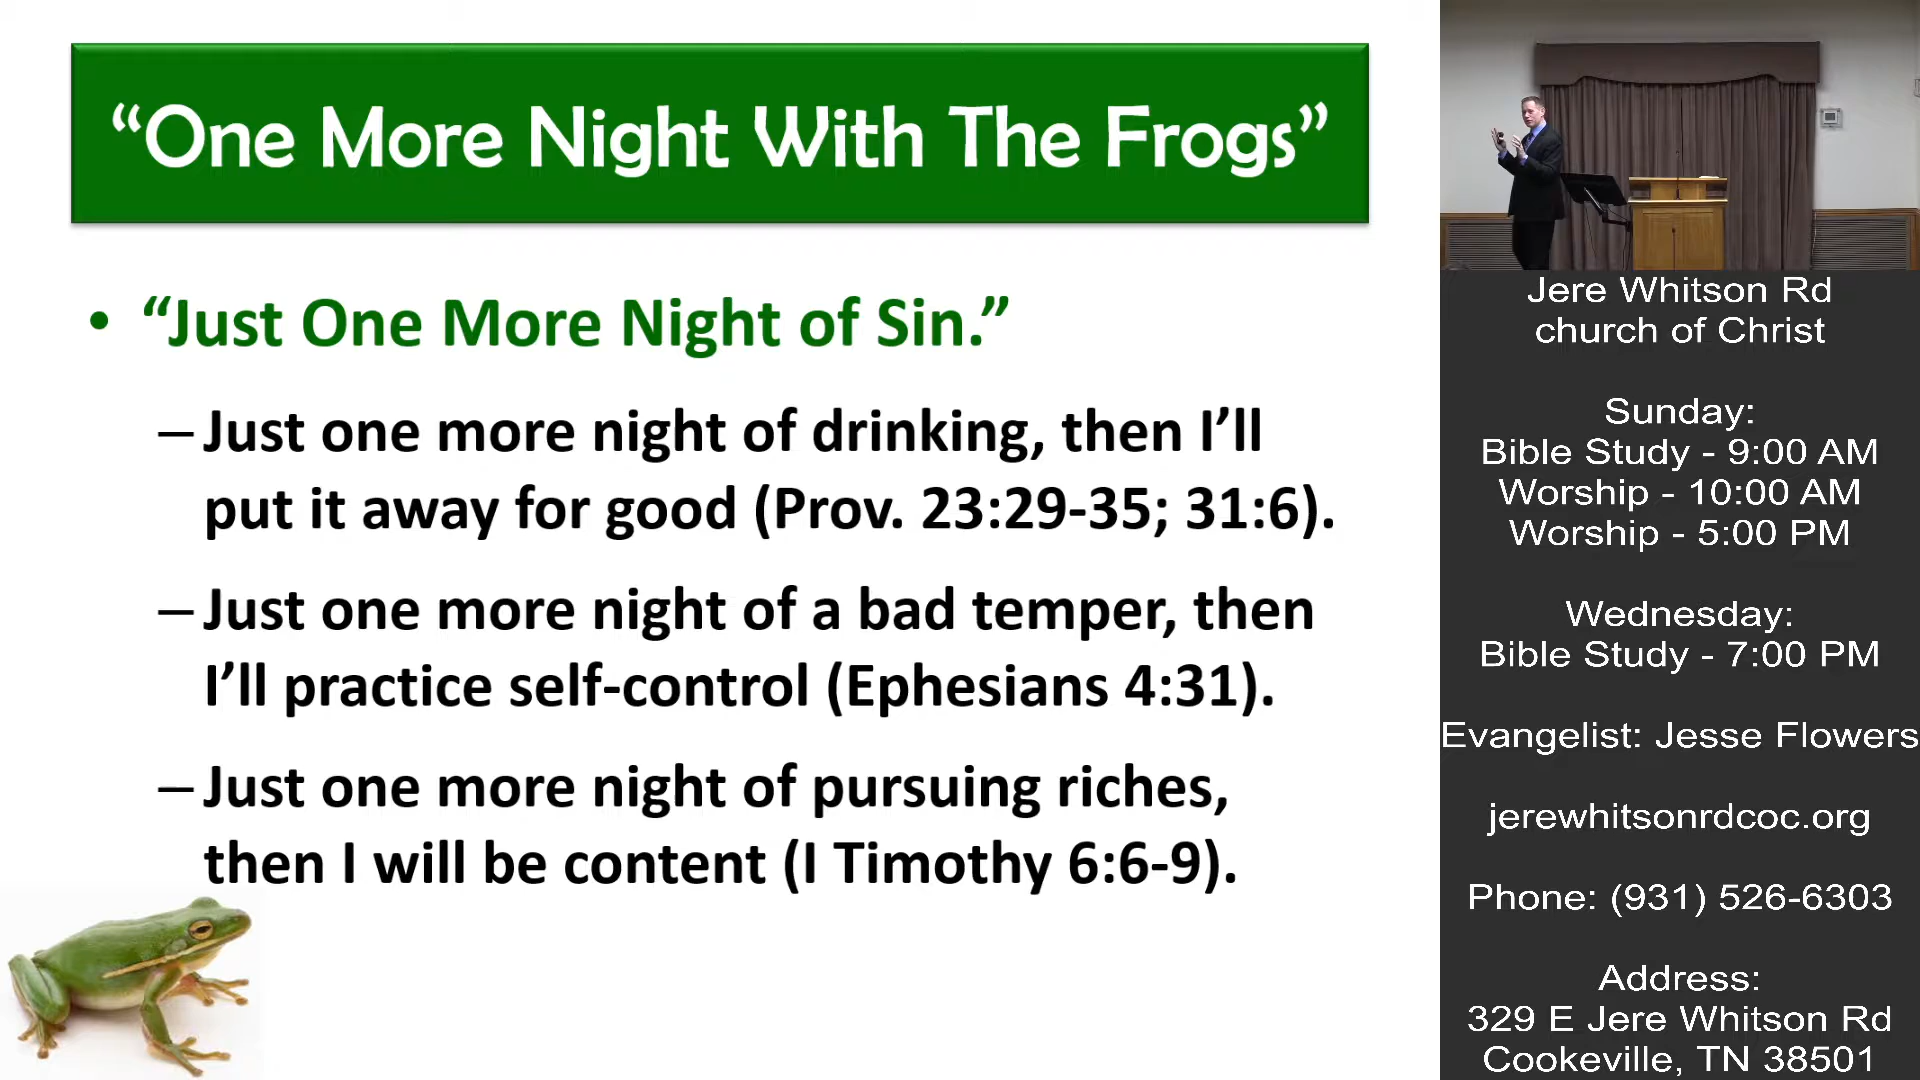 “One More Night With The Frogs”
• “Just One More Night of Sin.”
– Just one more night of drinking, then I’ll
put it away for good (Prov. 23:29-35; 31:6).
– Just one more night of a bad temper, then
I’ll practice self-control (Ephesians 4:31).
– Just one more night of pursuing riches,
then I will be content (I Timothy 6:6-9).
Jere Whitson Rd
church of Christ
Sunday:
Bible Study - 9:00 AM
Worship - 10:00 AM
Worship - 5:00 PM
Wednesday:
Bible Study - 7:00 PM
Evangelist: Jesse Flowers
jerewhitsonrdcoc.org
Phone: (931) 526-6303
Address:
329 E Jere Whitson Rd
Cookeville, TN 38501